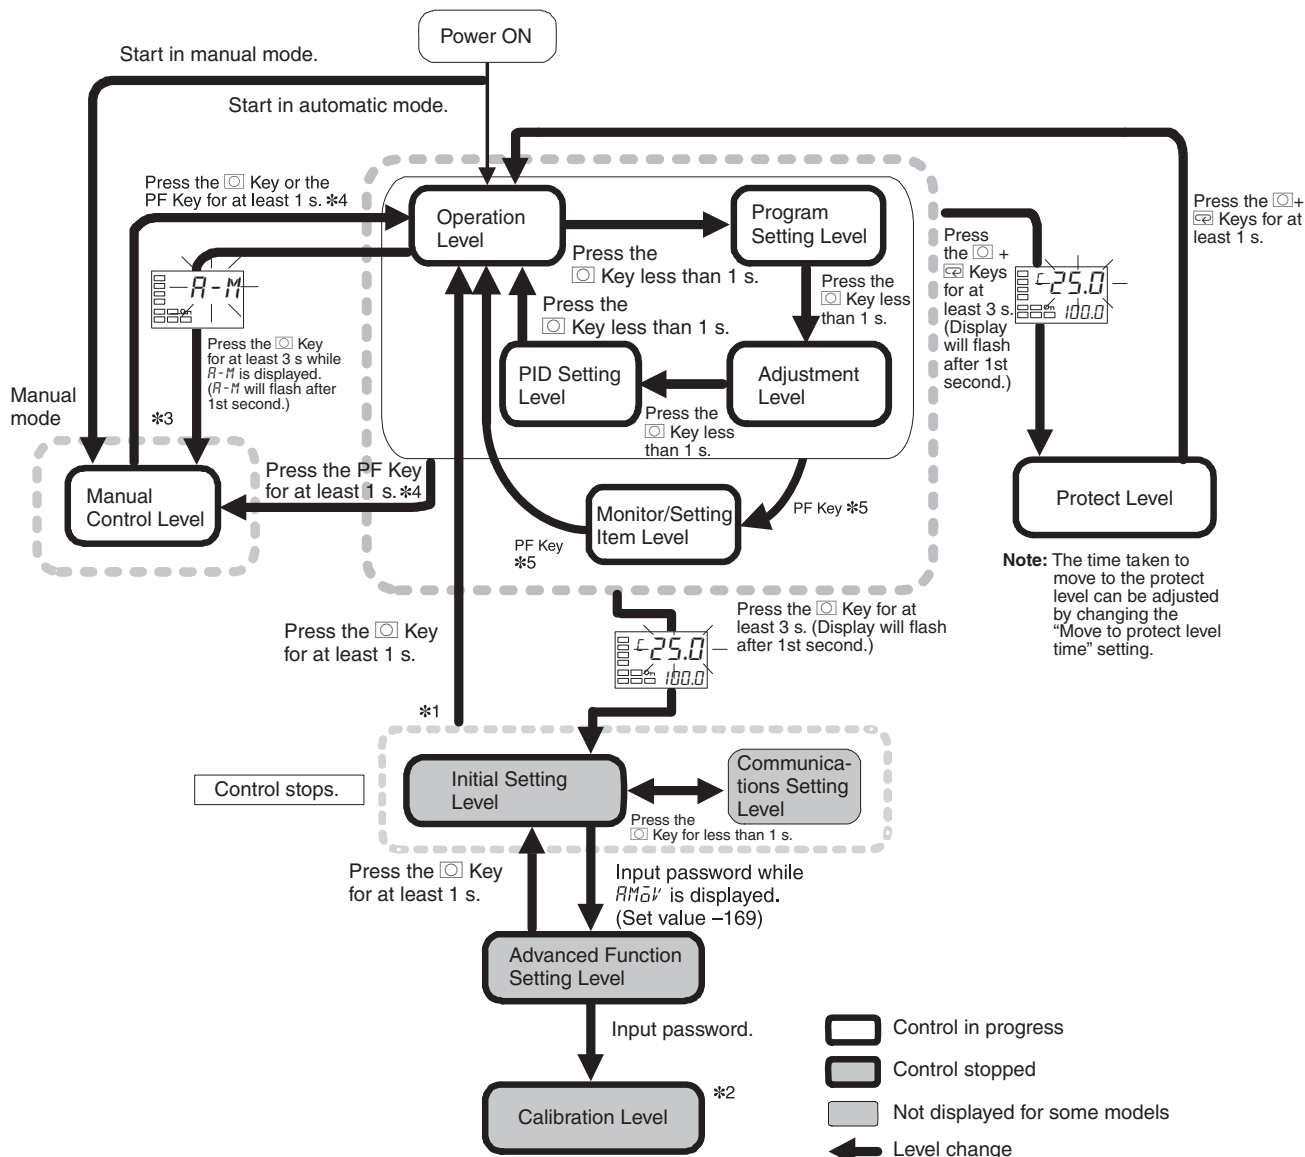 Power ON
Start in manual mode.
Start in automatic mode.
Press the Key or the
PF Key for at least 1 s. *4
Operation
Level
Program
Setting Level
Press the
Key less than 1 s.
Press the
Key less
than 1 s.
Press the
Key less than 1 s.
A-M
Press the Key
for at least 3 s while
A-M is displayed.
(A-M will flash after
1st second.)
PID Setting
Level
Adjustment
Level
Press the
Key less
than 1 s.
Press
the +
Keys
for at
least 3 s.
(Display
will flash
after 1st
second.)
C 25.0
100.0
Press the +
Keys for at
least 1 s.
Manual
mode
*3
Manual
Control Level
Press the PF Key
for at least 1 s. *4
Monitor/Setting
Item Level
PF Key *5
PF Key
*5
Protect Level
Note: The time taken to
move to the protect
level can be adjusted
by changing the
“Move to protect level
time” setting.
Press the Key
for at least 1 s.
C 25.0
100.0
Press the Key for at
least 3 s. (Display will flash
after 1st second.)
*1
Control stops.
Initial Setting
Level
Communica-
tions Setting
Level
Press the
Key for less than 1 s.
Press the Key
for at least 1 s.
Input password while
AMoV is displayed.
(Set value –169)
Advanced Function
Setting Level
Input password.
Calibration Level
*2
Control in progress
Control stopped
Not displayed for some models
Level change